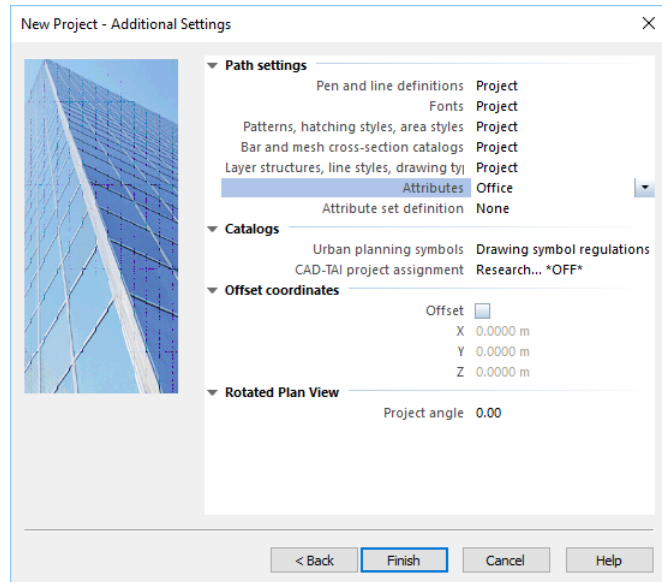 New Project - Additional Settings
Path settings
Pen and line definitions Project
Fonts Project
Patterns, hatching styles, area styles Project
Bar and mesh cross-section catalogs Project
Layer structures, line styles, drawing ty Project
Attributes Office
Attribute set definition None
Catalogs
Urban planning symbols Drawing symbol regulations
CAD-TAI project assignment Research... *OFF*
Offset coordinates
Offset
X 0.0000 m
Y 0.0000 m
Z 0.0000 m
Rotated Plan View
Project angle 0.00
< Back Finish Cancel Help